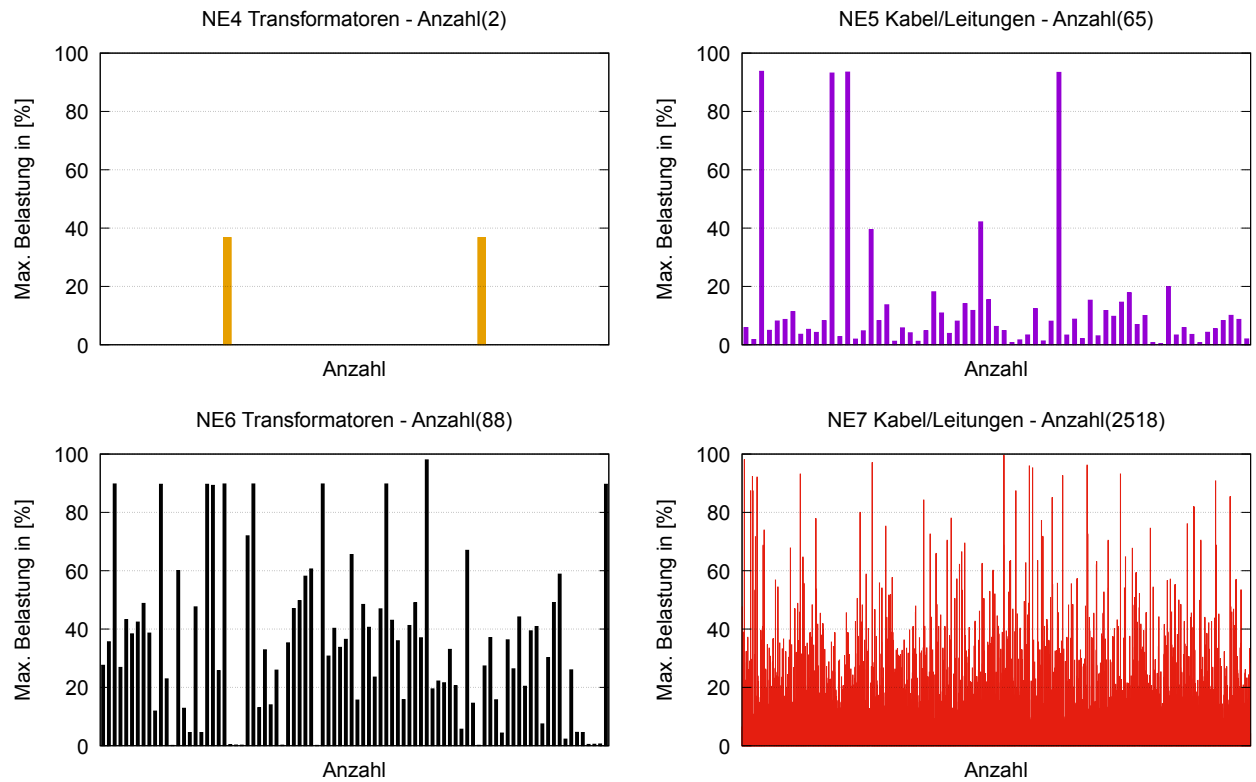 NE4 Transformatoren - Anzahl(2)
100
80
60
40
20
0
Max. Belastung in [%]
Anzahl
NE5 Kabel/Leitungen - Anzahl(65)
100
80
60
40
20
0
Max. Belastung in [%]
Anzahl
NE6 Transformatoren - Anzahl(88)
100
80
60
40
20
0
Max. Belastung in [%]
Anzahl
NE7 Kabel/Leitungen - Anzahl(2518)
100
80
60
40
20
0
Max. Belastung in [%]
Anzahl